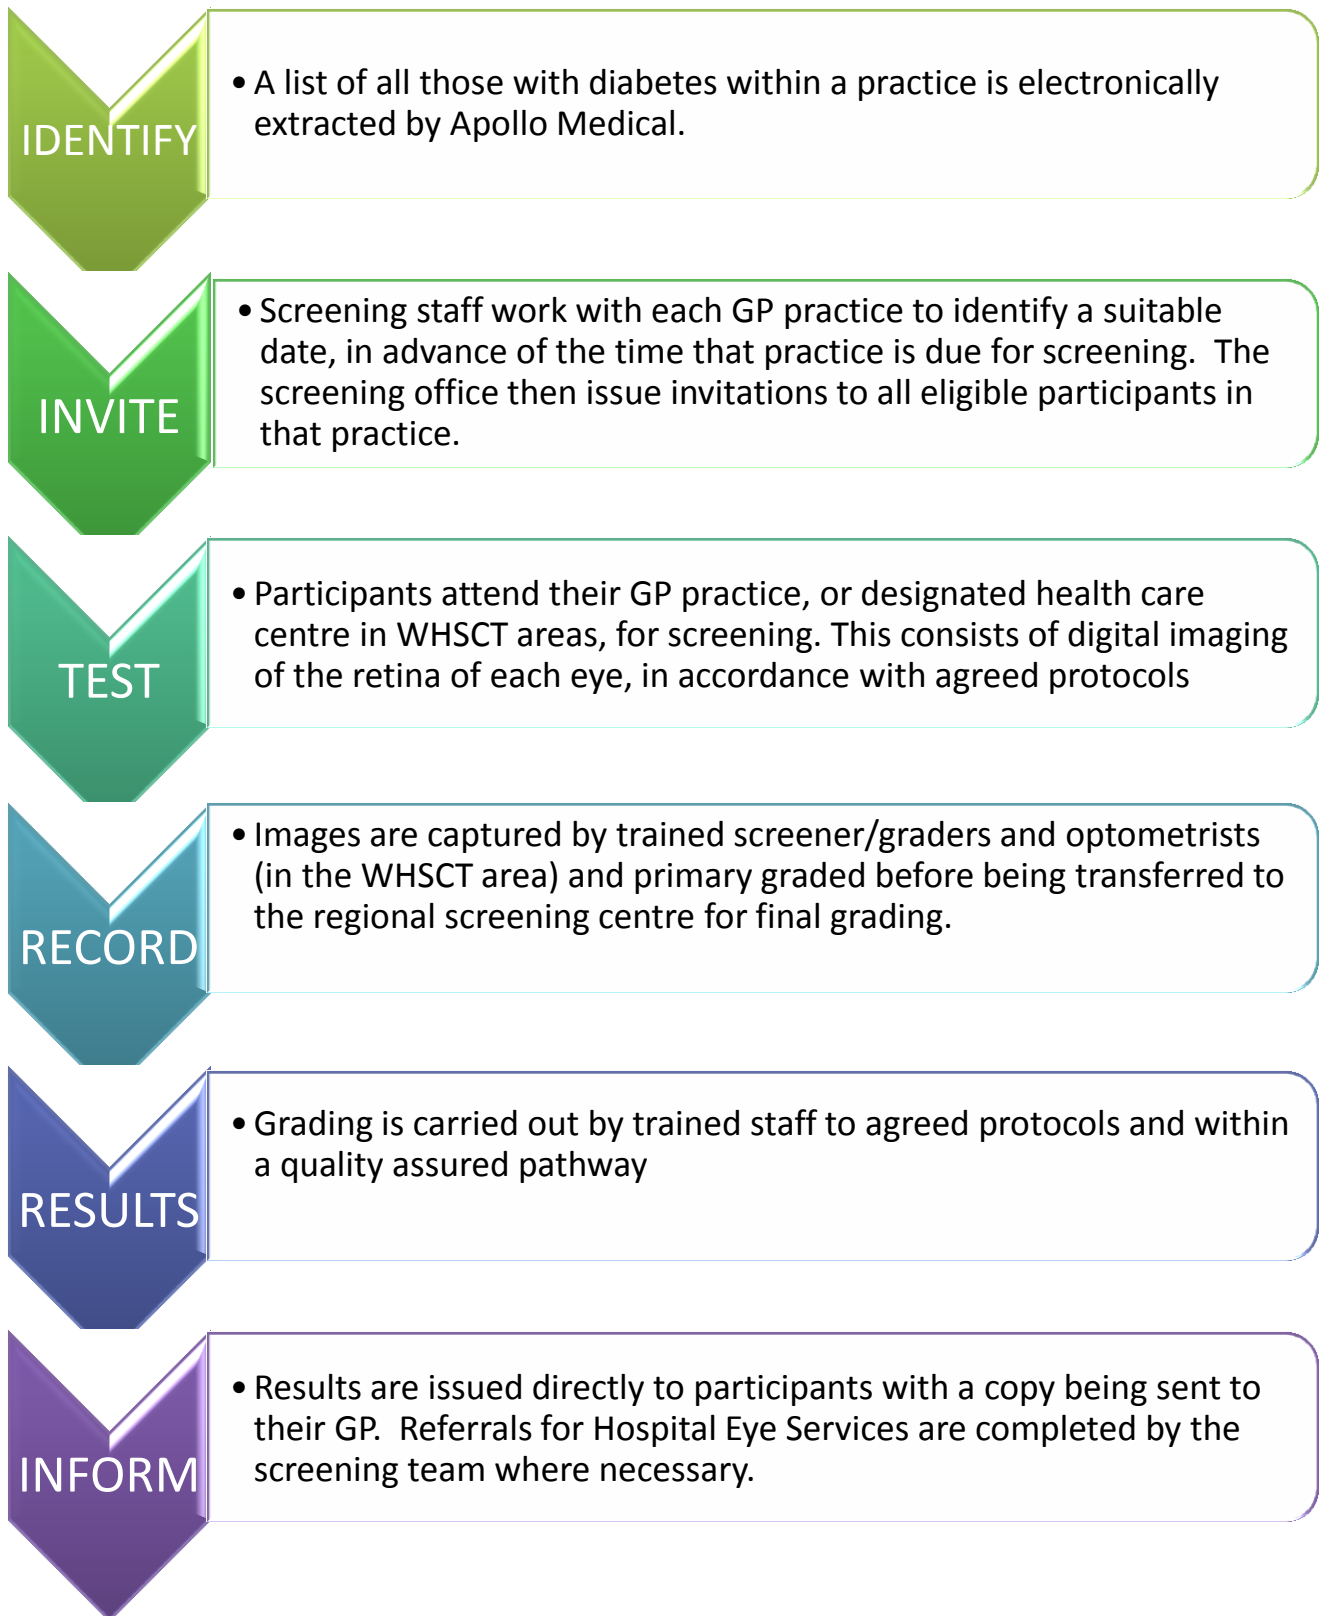 IDENTIFY
• A list of all those with diabetes within a practice is electronically
extracted by Apollo Medical.
INVITE
• Screening staff work with each GP practice to identify a suitable
date, in advance of the time that practice is due for screening.  The
screening office then issue invitations to all eligible participants in
that practice.
TEST
• Participants attend their GP practice, or designated health care
centre in WHSCT areas, for screening. This consists of digital imaging
of the retina of each eye, in accordance with agreed protocols
RECORD
• Images are captured by trained screener/graders and optometrists
(in the WHSCT area) and primary graded before being transferred to
the regional screening centre for final grading.
RESULTS
• Grading is carried out by trained staff to agreed protocols and within
a quality assured pathway
INFORM
• Results are issued directly to participants with a copy being sent to
their GP.  Referrals for Hospital Eye Services are completed by the
screening team where necessary.